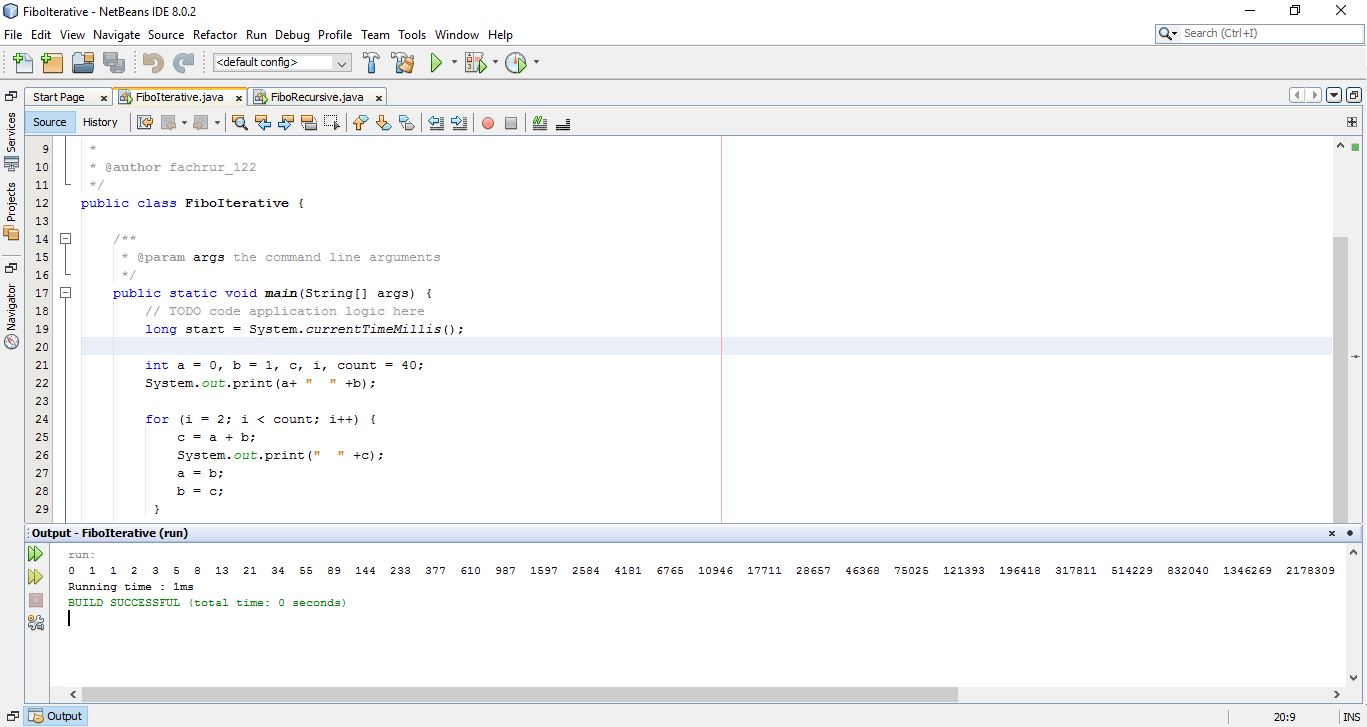 FiboIterative - NetBeans IDE 8.0.2
File Edit View Navigate Source Refactor Run Debug Profile Team Tools Window Help
Search (Ctrl+I)
<default config>
Start Page x FiboIterative.java x FiboRecursive.java x
Source History
Services
Projects
Navigator
9 *
10 * @author fachrur_122
11 */
12 public class FiboIterative {
13
14 /**
15 * @param args the command line arguments
16 */
17 public static void main(String[] args) {
18 // TODO code application logic here
19 long start = System.currentTimeMillis();
20
21 int a = 0, b = 1, c, i, count = 40;
22 System.out.print(a+ "  " +b);
23
24 for (i = 2; i < count; i++) {
25 c = a + b;
26 System.out.print("  " +c);
27 a = b;
28 b = c;
29 }
Output - FiboIterative (run)
run:
0 1 1 2 3 5 8 13 21 34 55 89 144 233 377 610 987 1597 2584 4181 6765 10946 17711 28657 46368 75025 121393 196418 317811 514229 832040 1346269 2178309
Running time : 1ms
BUILD SUCCESSFUL (total time: 0 seconds)
Output
20:9 INS